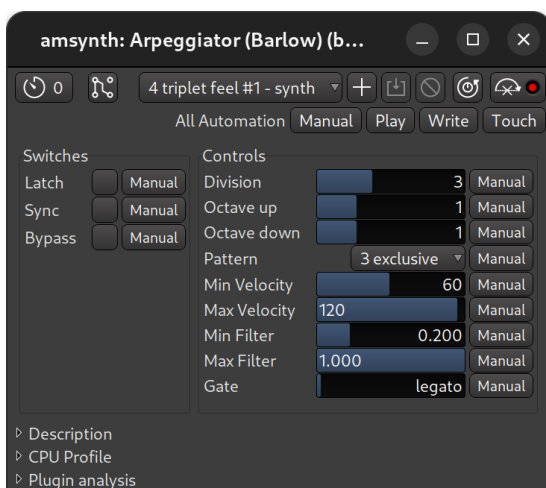 amsynth: Arpeggiator (Barlow) (b...
0 4 triplet feel #1 - synth
All Automation Manual Play Write Touch
Switches
Latch Manual
Sync Manual
Bypass Manual
Controls
Division 3 Manual
Octave up 1 Manual
Octave down 1 Manual
Pattern 3 exclusive Manual
Min Velocity 60 Manual
Max Velocity 120 Manual
Min Filter 0.200 Manual
Max Filter 1.000 Manual
Gate legato Manual
Description
CPU Profile
Plugin analysis